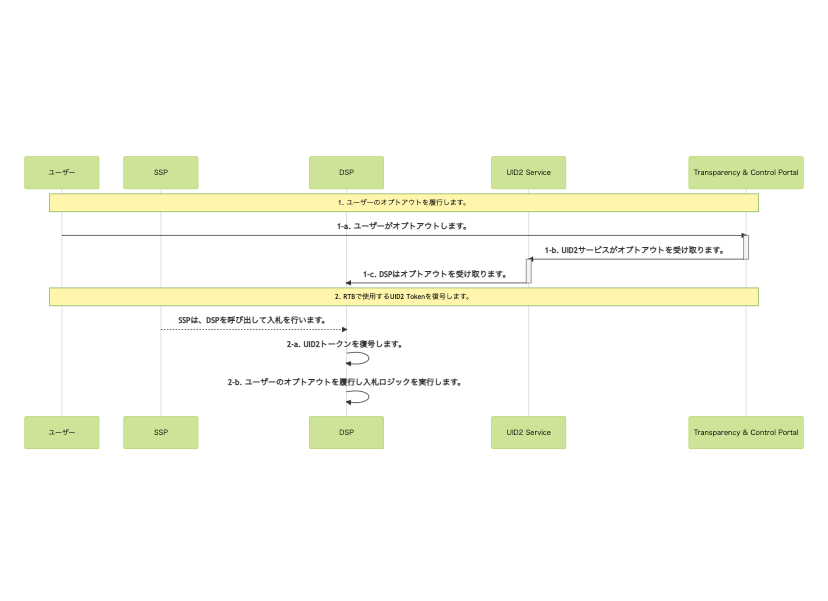 ユーザー
SSP
DSP
UID2 Service
Transparency & Control Portal
1. ユーザーのオプトアウトを履行します。
1-a. ユーザーがオプトアウトします。
1-b. UID2サービスがオプトアウトを受け取ります。
1-c. DSPはオプトアウトを受け取ります。
2. RTBで使用するUID2 Tokenを復号します。
SSPは、DSPを呼び出して入札を行います。
2-a. UID2トークンを復号します。
2-b. ユーザーのオプトアウトを履行し入札ロジックを実行します。
ユーザー
SSP
DSP
UID2 Service
Transparency & Control Portal